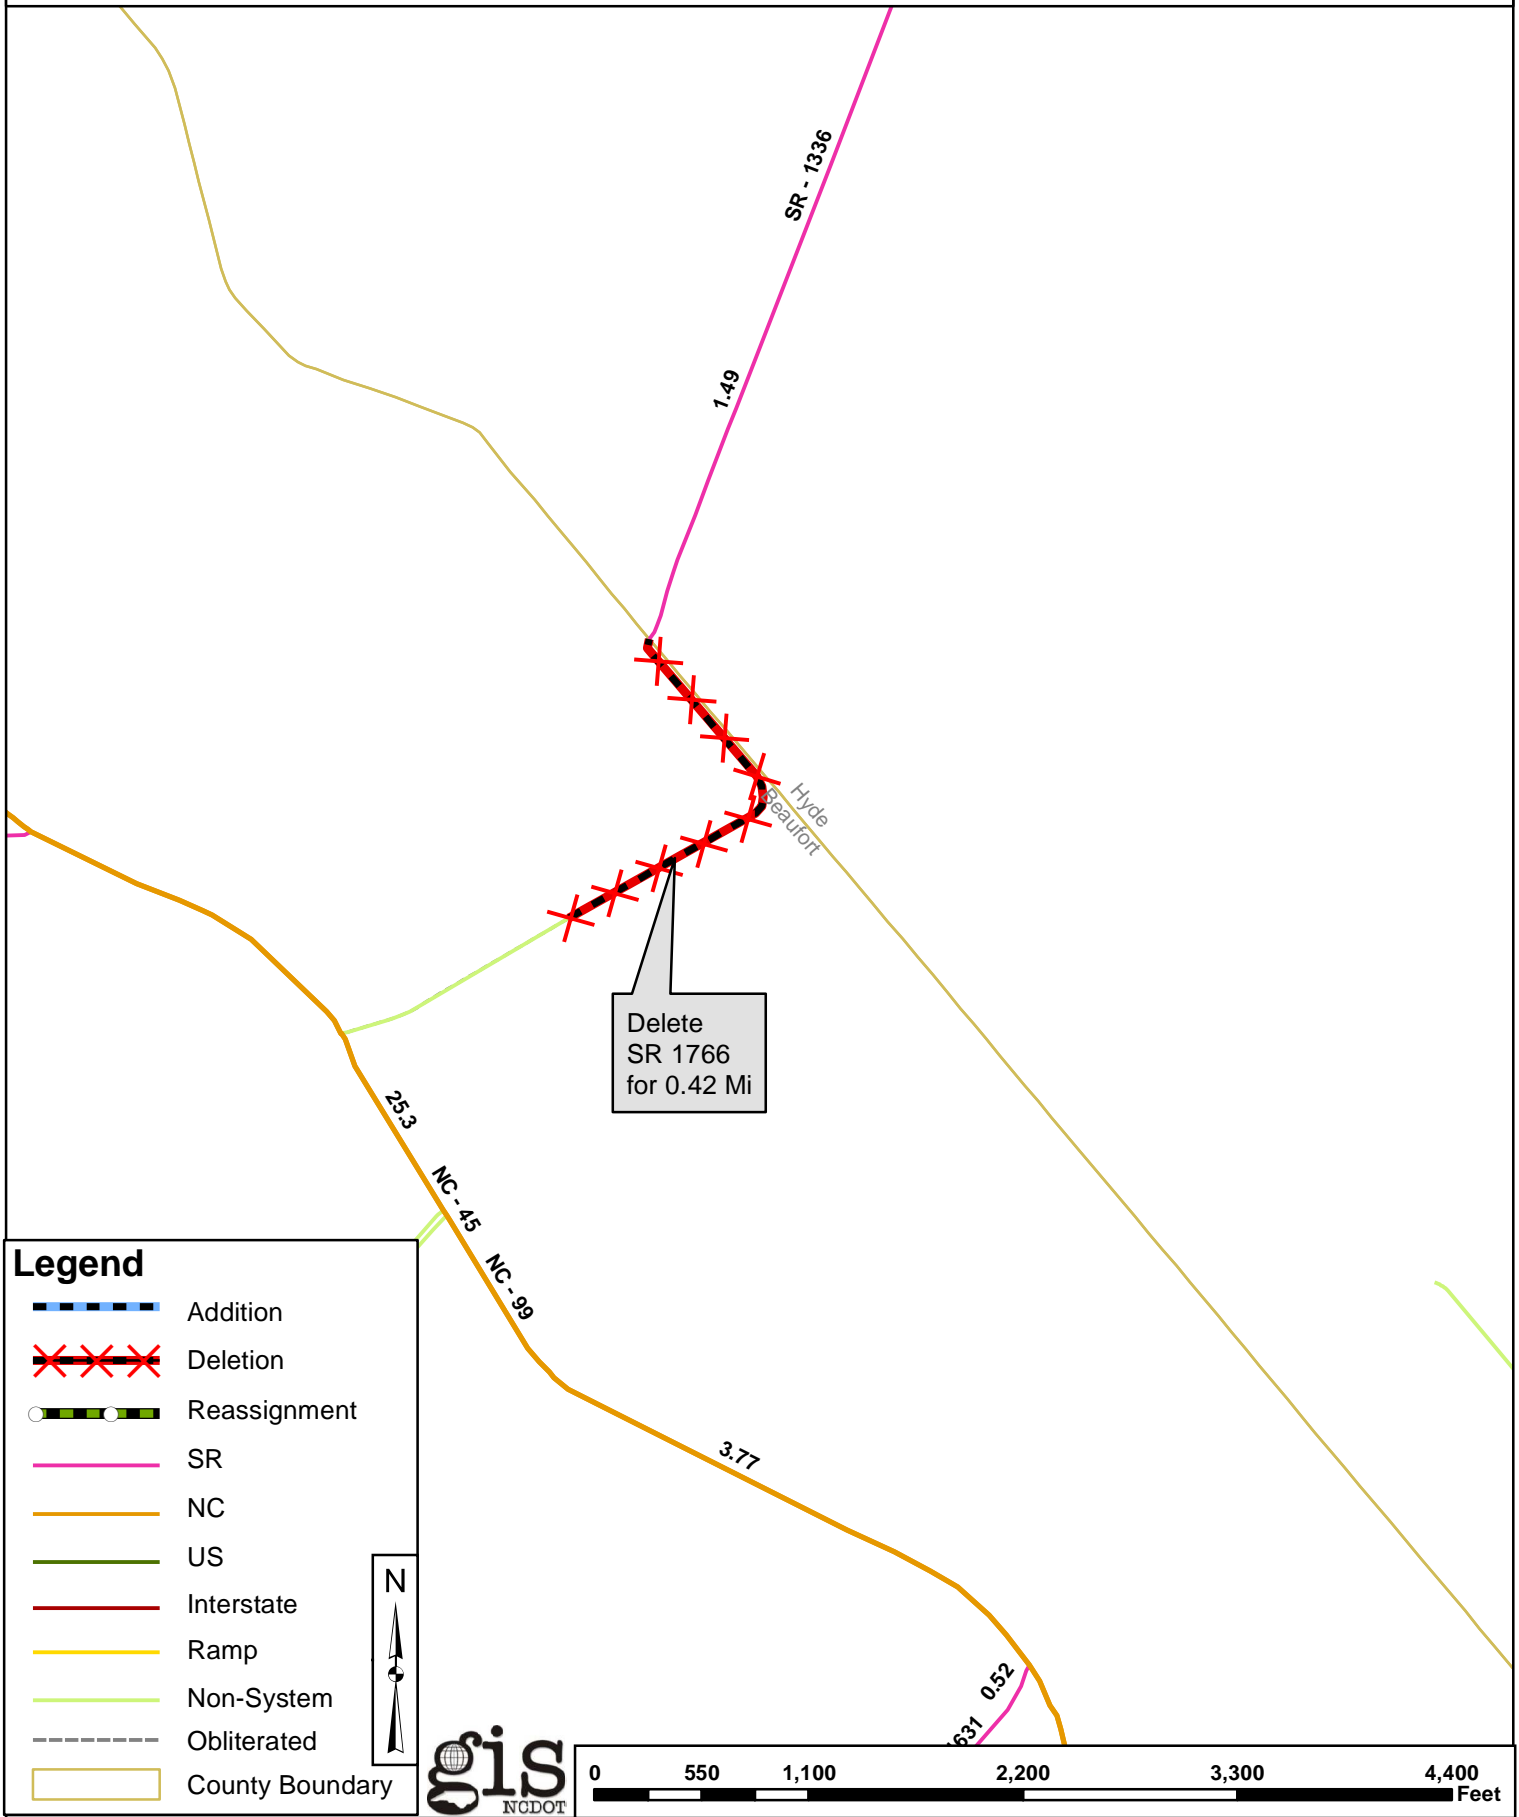 SR - 1336
1.49
Hyde
Beaufort
Delete
SR 1766
for 0.42 Mi
25.3
NC - 45
NC - 99
3.77
0.52
Legend
Addition
Deletion
Reassignment
SR
NC
US
Interstate
Ramp
Non-System
Obliterated
County Boundary
N
gis
NCDOT
0 550 1,100 2,200 3,300 4,400
Feet